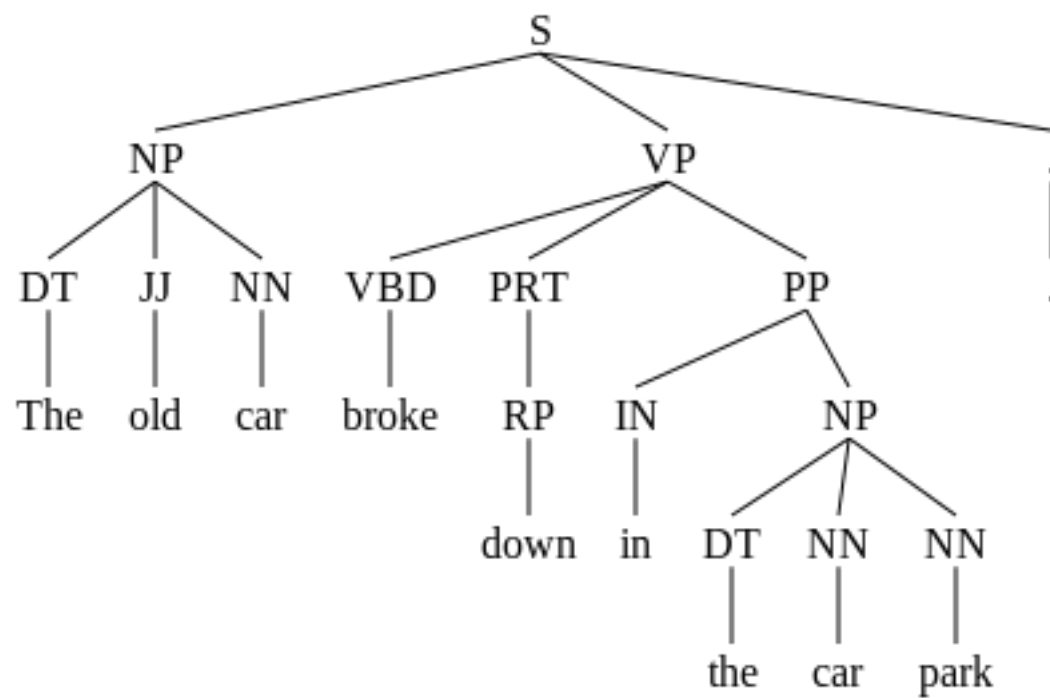 S
NP VP
DT JJ NN VBD PRT PP
The old car broke RP IN NP
down in DT NN NN
the car park